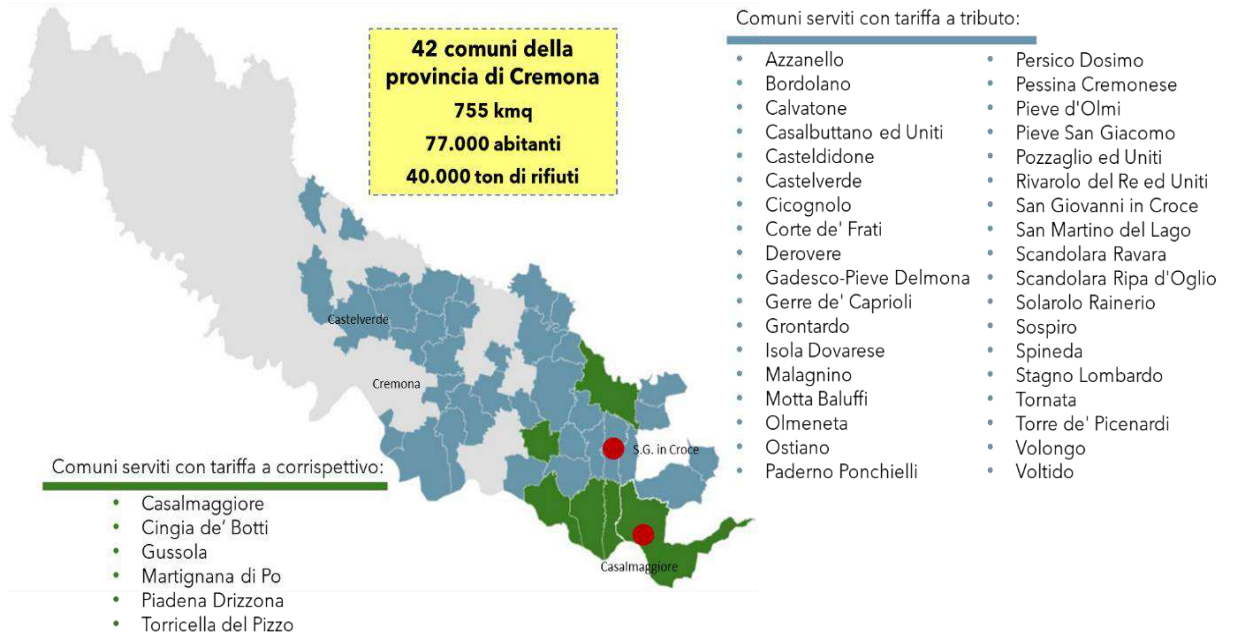 42 comuni della
provincia di Cremona
755 kmq
77.000 abitanti
40.000 ton di rifiuti
Castelverde
Cremona
S.G. in Croce
Casalmaggiore
Comuni serviti con tariffa a corrispettivo:
• Casalmaggiore
• Cingia de’ Botti
• Gussola
• Martignana di Po
• Piadena Drizzona
• Torricella del Pizzo
Comuni serviti con tariffa a tributo:
• Azzanello
• Bordolano
• Calvatone
• Casalbuttano ed Uniti
• Casteldidone
• Castelverde
• Cicognolo
• Corte de' Frati
• Derovere
• Gadesco-Pieve Delmona
• Gerre de' Caprioli
• Grontardo
• Isola Dovarese
• Malagnino
• Motta Baluffi
• Olmeneta
• Ostiano
• Paderno Ponchielli
• Persico Dosimo
• Pessina Cremonese
• Pieve d'Olmi
• Pieve San Giacomo
• Pozzaglio ed Uniti
• Rivarolo del Re ed Uniti
• San Giovanni in Croce
• San Martino del Lago
• Scandolara Ravara
• Scandolara Ripa d'Oglio
• Solarolo Rainerio
• Sospiro
• Spineda
• Stagno Lombardo
• Tornata
• Torre de' Picenardi
• Volongo
• Voltido